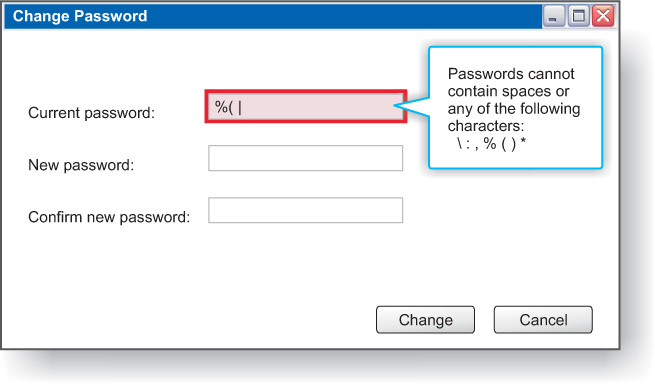 Change Password
Current password:
%( |
Passwords cannot
contain spaces or
any of the following
characters:
\ : , % ( ) *
New password:
Confirm new password:
Change
Cancel